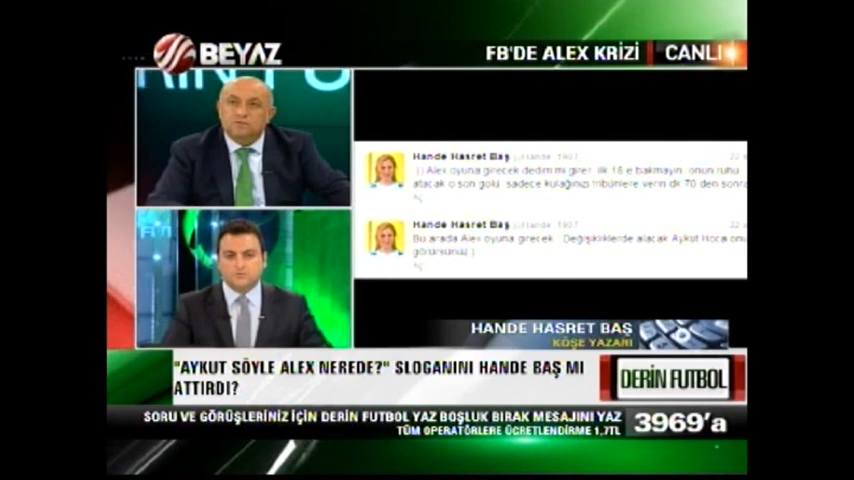 BEYAZ
FB'DE ALEX KRİZİ
CANLI
Hande Hasret Baş
:)) Alex oyuna girecek dedim mi girer ilk 18 e bakmayın onun ruhu
atacak o son golü sadece kulağınızı tribünlere verin dk 70 den sonra
Hande Hasret Baş
Bu arada Alex oyuna girecek Değişikliklerde alacak Aykut Hoca onu
görürsünüz )
HANDE HASRET BAŞ
KÖŞE YAZARI
"AYKUT SÖYLE ALEX NEREDE?" SLOGANINI HANDE BAŞ MI
ATTIRDI?
DERİN FUTBOL
SORU VE GÖRÜŞLERİNİZ İÇİN DERİN FUTBOL YAZ BOŞLUK BIRAK MESAJINI YAZ
TÜM OPERATÖRLERE ÜCRETLENDİRME 1,7TL
3969'a